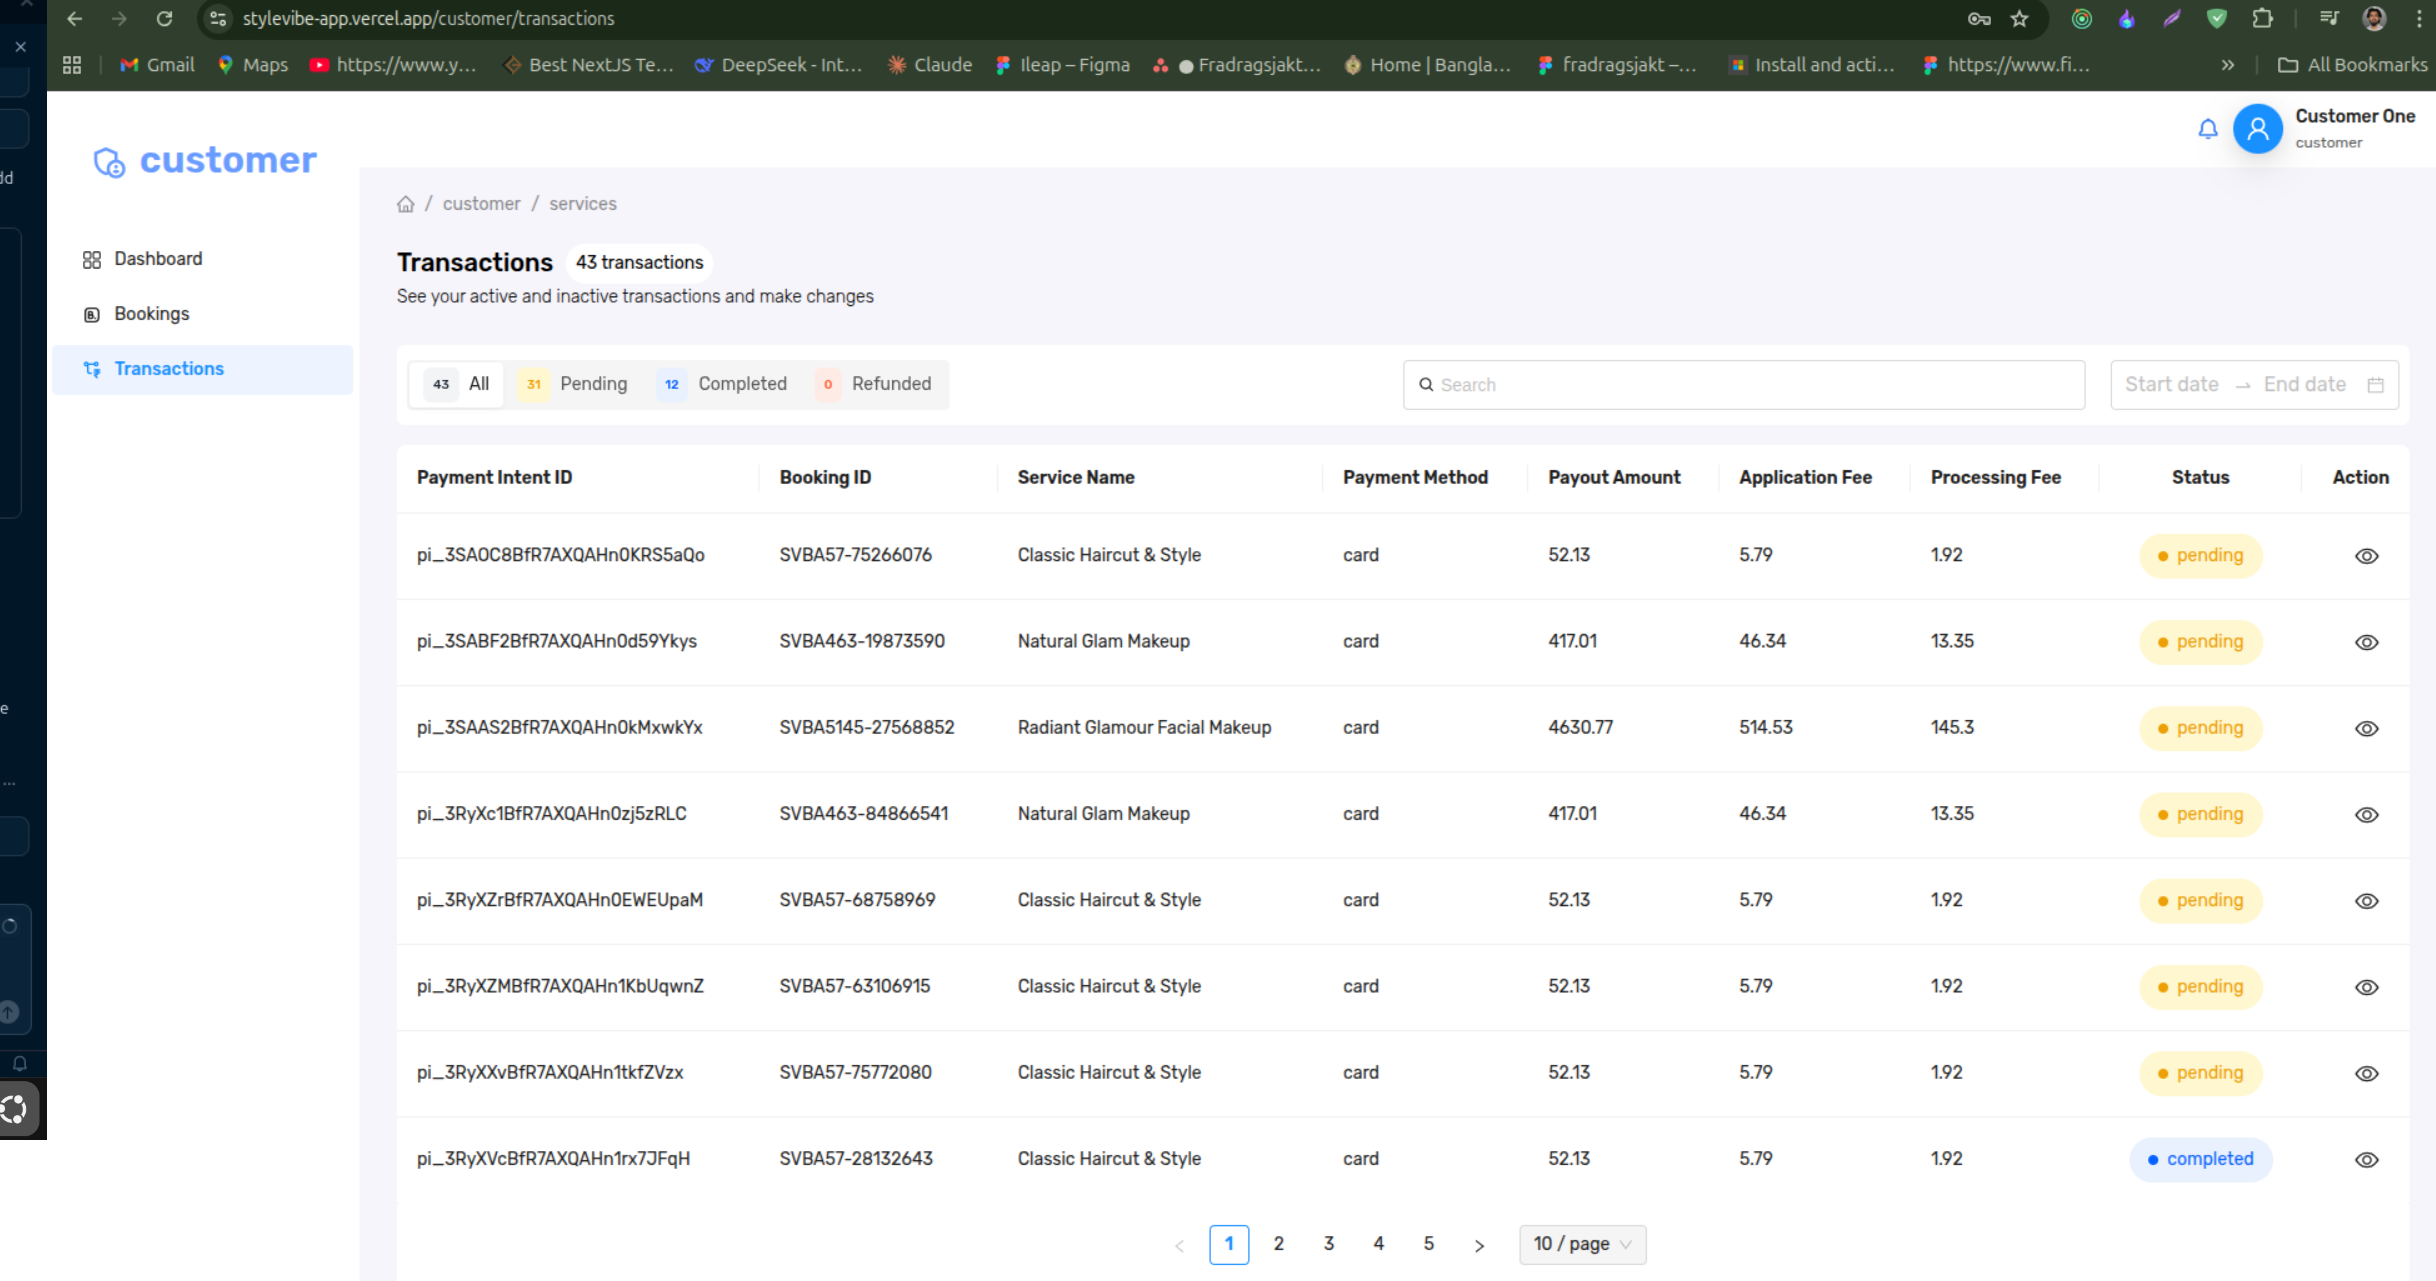 stylevibe-app.vercel.app/customer/transactions
Gmail Maps https://www.y... Best NextJS Te... DeepSeek - Int... Claude Ileap – Figma Fradragsjakt... Home | Bangla... fradragsjakt –... Install and acti... https://www.fi... » All Bookmarks
Customer One
customer
customer
/ customer / services
Dashboard
Bookings
Transactions
Transactions 43 transactions
See your active and inactive transactions and make changes
43 All 31 Pending 12 Completed 0 Refunded Search Start date → End date
Payment Intent ID Booking ID Service Name Payment Method Payout Amount Application Fee Processing Fee Status Action
pi_3SAOC8BfR7AXQAHn0KRS5aQo SVBA57-75266076 Classic Haircut & Style card 52.13 5.79 1.92 pending
pi_3SABF2BfR7AXQAHn0d59Ykys SVBA463-19873590 Natural Glam Makeup card 417.01 46.34 13.35 pending
pi_3SAAS2BfR7AXQAHn0kMxwkYx SVBA5145-27568852 Radiant Glamour Facial Makeup card 4630.77 514.53 145.3 pending
pi_3RyXc1BfR7AXQAHn0zj5zRLC SVBA463-84866541 Natural Glam Makeup card 417.01 46.34 13.35 pending
pi_3RyXZrBfR7AXQAHn0EWEUpaM SVBA57-68758969 Classic Haircut & Style card 52.13 5.79 1.92 pending
pi_3RyXZMBfR7AXQAHn1KbUqwnZ SVBA57-63106915 Classic Haircut & Style card 52.13 5.79 1.92 pending
pi_3RyXXvBfR7AXQAHn1tkfZVzx SVBA57-75772080 Classic Haircut & Style card 52.13 5.79 1.92 pending
pi_3RyXVcBfR7AXQAHn1rx7JFqH SVBA57-28132643 Classic Haircut & Style card 52.13 5.79 1.92 completed
< 1 2 3 4 5 > 10 / page